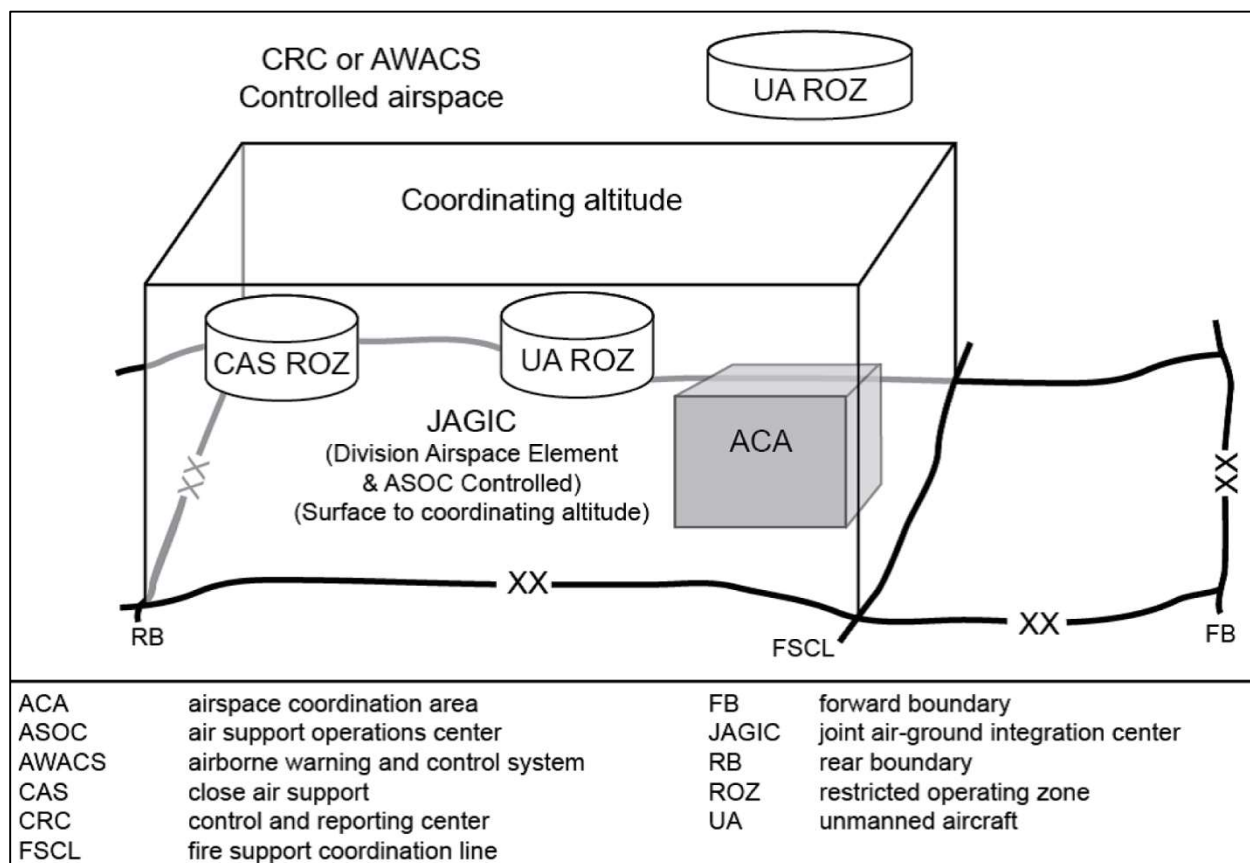 CRC or AWACS
Controlled airspace
UA ROZ
Coordinating altitude
CAS ROZ
UA ROZ
JAGIC
(Division Airspace Element
& ASOC Controlled)
(Surface to coordinating altitude)
ACA
XX
XX
XX
XX
RB
FSCL
FB
ACA airspace coordination area
ASOC air support operations center
AWACS airborne warning and control system
CAS close air support
CRC control and reporting center
FSCL fire support coordination line
FB forward boundary
JAGIC joint air-ground integration center
RB rear boundary
ROZ restricted operating zone
UA unmanned aircraft